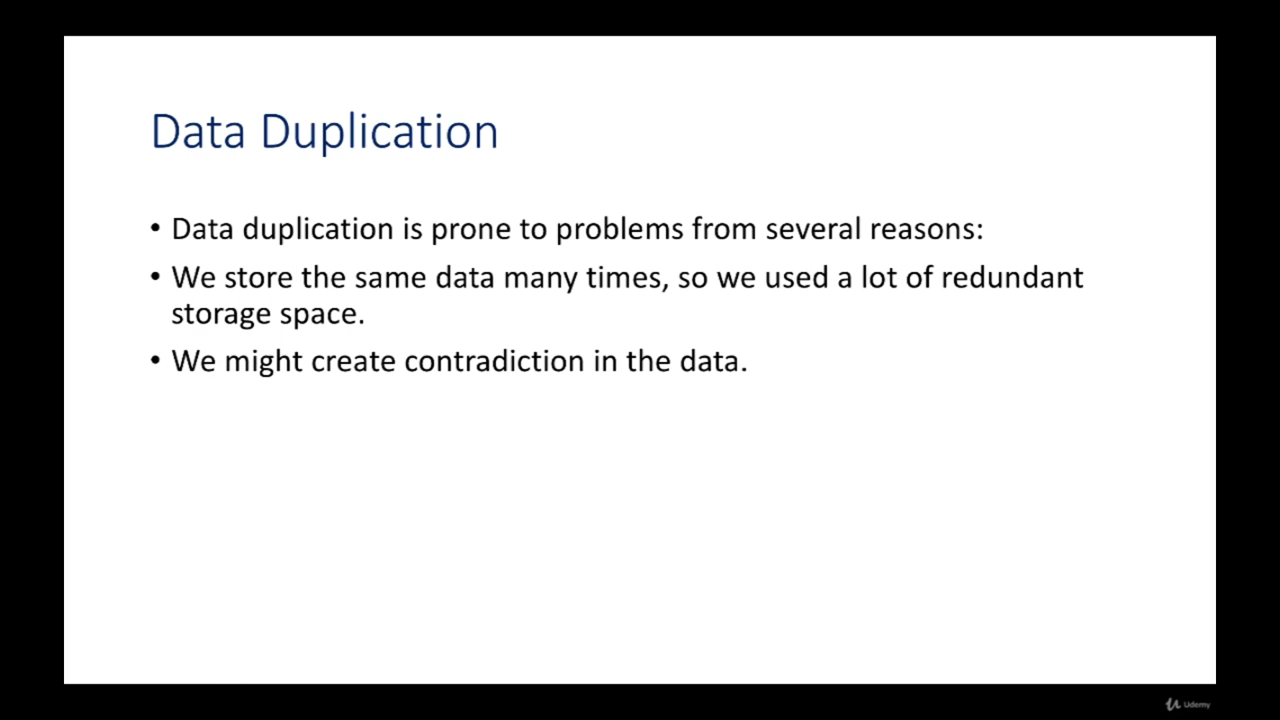 Data Duplication
• Data duplication is prone to problems from several reasons:
• We store the same data many times, so we used a lot of redundant
storage space.
• We might create contradiction in the data.
Udemy